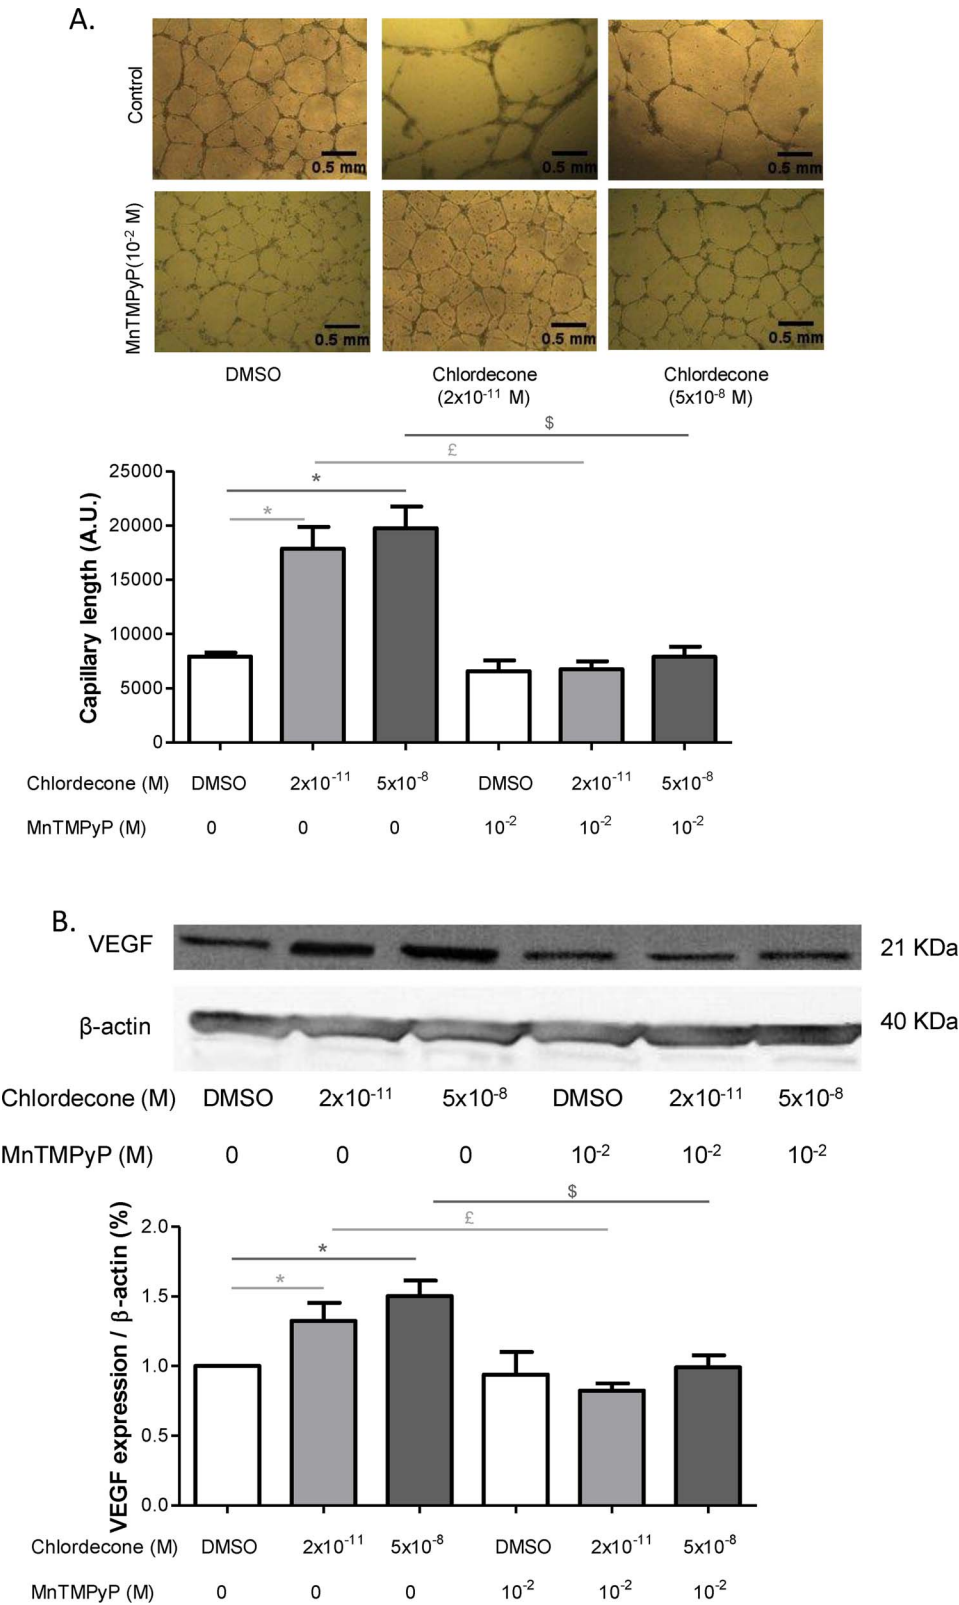 A.
Control
0.5 mm 0.5 mm 0.5 mm
MnTMPyP(10⁻² M)
0.5 mm 0.5 mm 0.5 mm
DMSO Chlordecone Chlordecone
(2x10⁻¹¹ M) (5x10⁻⁸ M)
$
£
*
*
Capillary length (A.U.)
25000
20000
15000
10000
5000
0
Chlordecone (M) DMSO 2x10⁻¹¹ 5x10⁻⁸ DMSO 2x10⁻¹¹ 5x10⁻⁸
MnTMPyP (M) 0 0 0 10⁻² 10⁻² 10⁻²
B.
VEGF 21 KDa
β-actin 40 KDa
Chlordecone (M) DMSO 2x10⁻¹¹ 5x10⁻⁸ DMSO 2x10⁻¹¹ 5x10⁻⁸
MnTMPyP (M) 0 0 0 10⁻² 10⁻² 10⁻²
$
£
*
*
VEGF expression / β-actin (%)
2.0
1.5
1.0
0.5
0.0
Chlordecone (M) DMSO 2x10⁻¹¹ 5x10⁻⁸ DMSO 2x10⁻¹¹ 5x10⁻⁸
MnTMPyP (M) 0 0 0 10⁻² 10⁻² 10⁻²